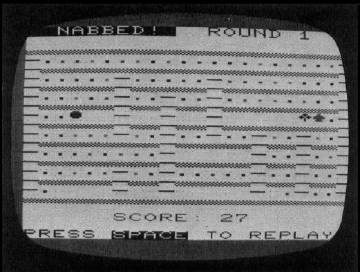 NABBED! ROUND 1
SCORE: 27
PRESS SPACE TO REPLAY